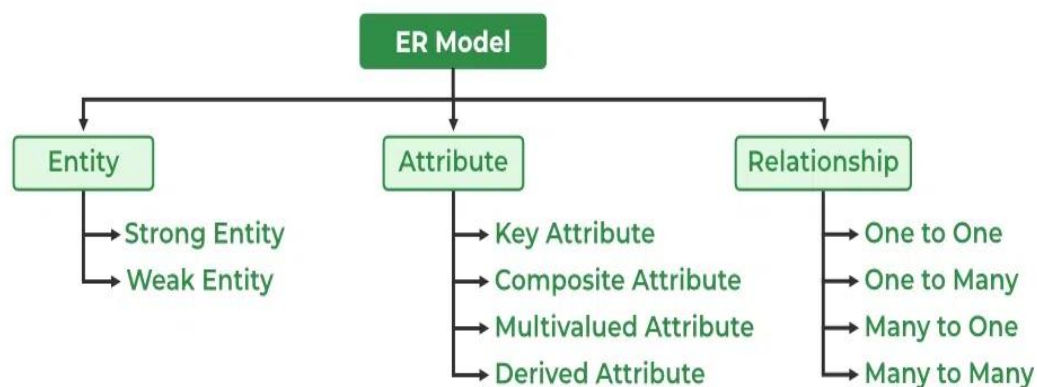 ER Model
Entity
Strong Entity
Weak Entity
Attribute
Key Attribute
Composite Attribute
Multivalued Attribute
Derived Attribute
Relationship
One to One
One to Many
Many to One
Many to Many